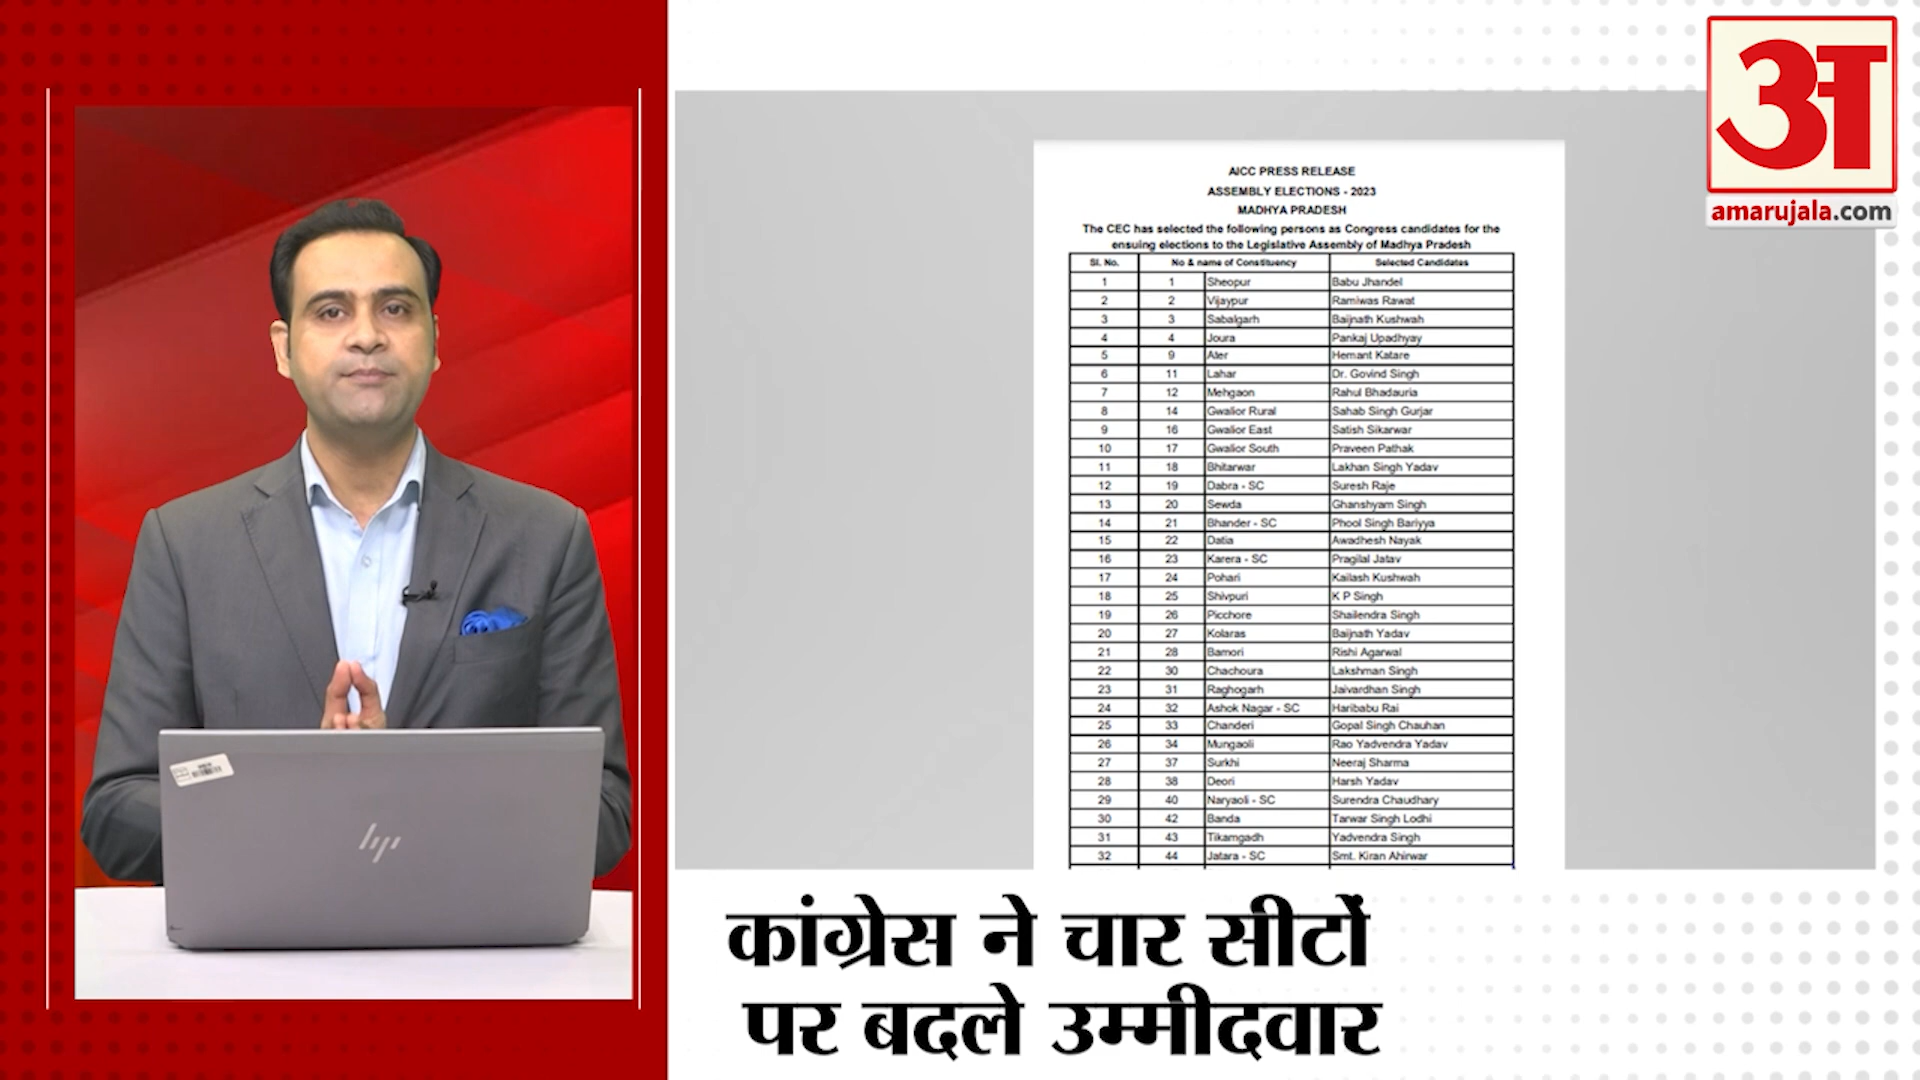 अ
amarujala.com
AICC PRESS RELEASE
ASSEMBLY ELECTIONS - 2023
MADHYA PRADESH
The CEC has selected the following persons as Congress candidates for the
ensuing elections to the Legislative Assembly of Madhya Pradesh
Sl. No. No & name of Constituency Selected Candidates
1 1 Sheopur Babu Jhandel
2 2 Vijaypur Ramiwas Rawat
3 3 Sabalgarh Baijnath Kushwah
4 4 Joura Pankaj Upadhyay
5 9 Ater Hemant Katare
6 11 Lahar Dr. Govind Singh
7 12 Mehgaon Rahul Bhadauria
8 14 Gwalior Rural Sahab Singh Gurjar
9 16 Gwalior East Satish Sikarwar
10 17 Gwalior South Praveen Pathak
11 18 Bhitarwar Lakhan Singh Yadav
12 19 Dabra - SC Suresh Raje
13 20 Sewda Ghanshyam Singh
14 21 Bhander - SC Phool Singh Bariyya
15 22 Datia Awadhesh Nayak
16 23 Karera - SC Pragilal Jatav
17 24 Pohari Kailash Kushwah
18 25 Shivpuri K P Singh
19 26 Picchore Shailendra Singh
20 27 Kolaras Baijnath Yadav
21 28 Bamori Rishi Agarwal
22 30 Chachoura Lakshman Singh
23 31 Raghogarh Jaivardhan Singh
24 32 Ashok Nagar - SC Haribabu Rai
25 33 Chanderi Gopal Singh Chauhan
26 34 Mungaoli Rao Yadvendra Yadav
27 37 Surkhi Neeraj Sharma
28 38 Deori Harsh Yadav
29 40 Naryaoli - SC Surendra Chaudhary
30 42 Banda Tarwar Singh Lodhi
31 43 Tikamgadh Yadvendra Singh
32 44 Jatara - SC Smt. Kiran Ahirwar
hp
कांग्रेस ने चार सीटों
पर बदले उम्मीदवार